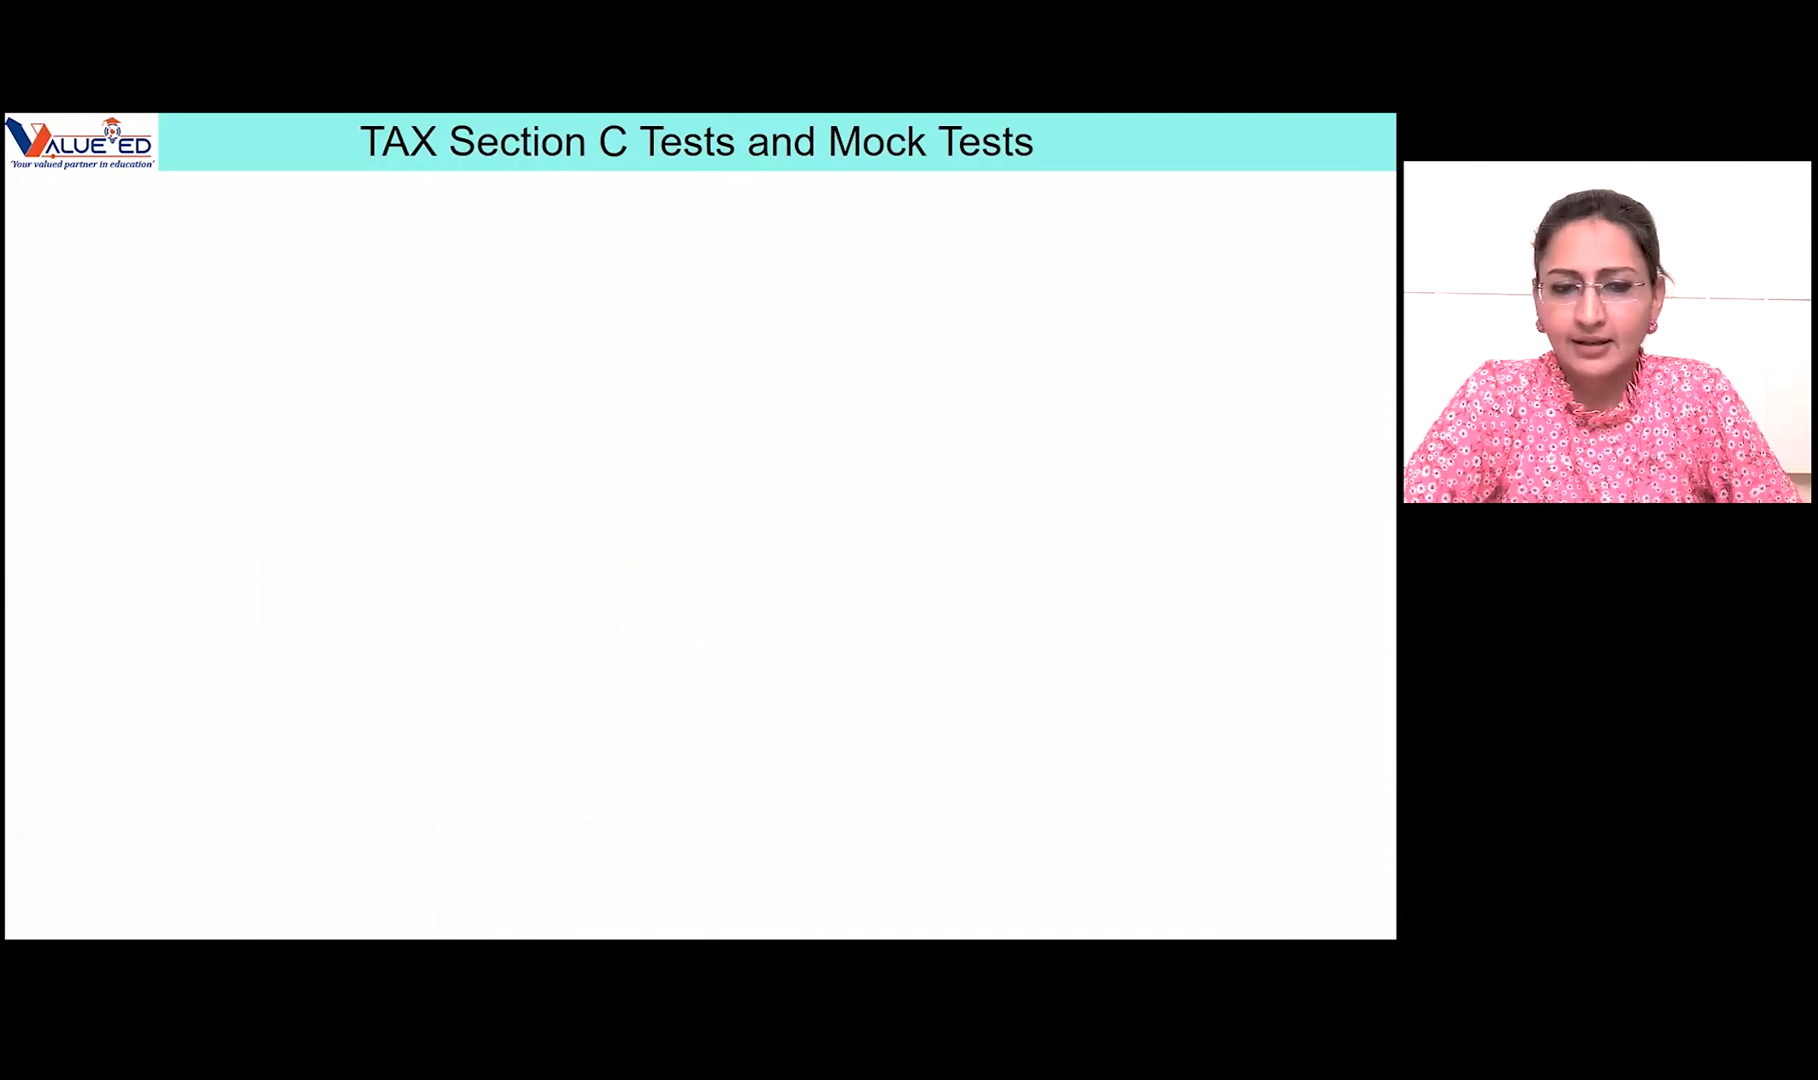 VALUE ED
'Your valued partner in education'
TAX Section C Tests and Mock Tests